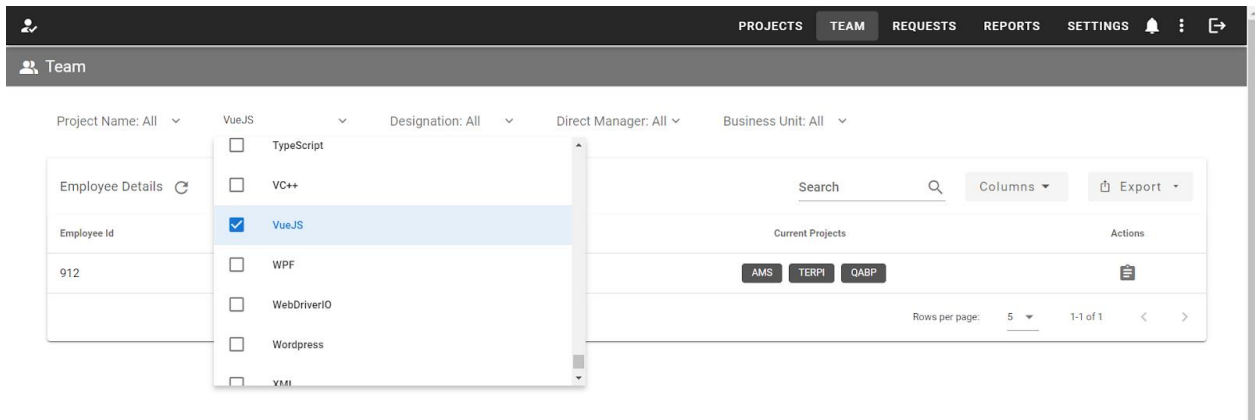 PROJECTS TEAM REQUESTS REPORTS SETTINGS
Team
Project Name: All VueJS Designation: All Direct Manager: All Business Unit: All
TypeScript
Employee Details VC++ Search Columns Export
VueJS
Employee Id Current Projects Actions
WPF
912 AMS TERPI QABP
WebDriverIO
Rows per page: 5 1-1 of 1
Wordpress
XML